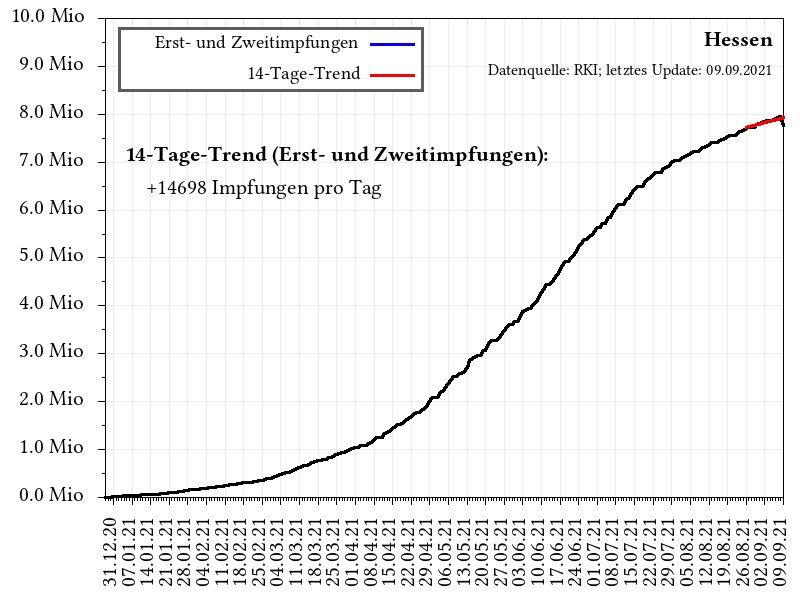 10.0 Mio
9.0 Mio
8.0 Mio
7.0 Mio
6.0 Mio
5.0 Mio
4.0 Mio
3.0 Mio
2.0 Mio
1.0 Mio
0.0 Mio
Erst- und Zweitimpfungen
14-Tage-Trend
Hessen
Datenquelle: RKI; letztes Update: 09.09.2021
14-Tage-Trend (Erst- und Zweitimpfungen):
+14698 Impfungen pro Tag
31.12.20
07.01.21
14.01.21
21.01.21
28.01.21
04.02.21
11.02.21
18.02.21
25.02.21
04.03.21
11.03.21
18.03.21
25.03.21
01.04.21
08.04.21
15.04.21
22.04.21
29.04.21
06.05.21
13.05.21
20.05.21
27.05.21
03.06.21
10.06.21
17.06.21
24.06.21
01.07.21
08.07.21
15.07.21
22.07.21
29.07.21
05.08.21
12.08.21
19.08.21
26.08.21
02.09.21
09.09.21